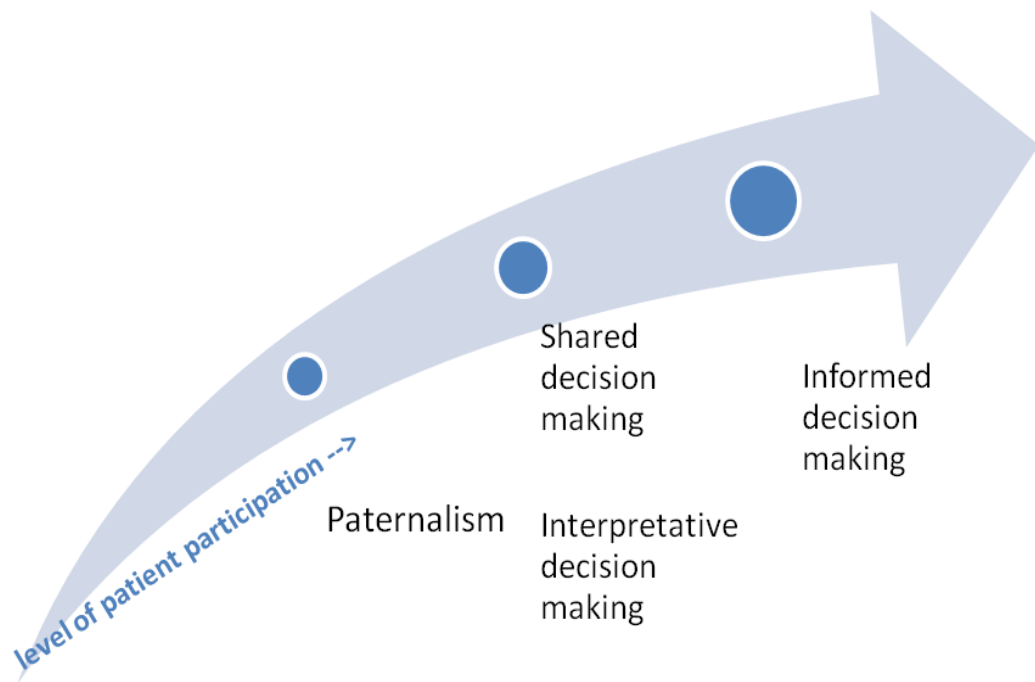 level of patient participation -->
Paternalism
Shared
decision
making
Interpretative
decision
making
Informed
decision
making